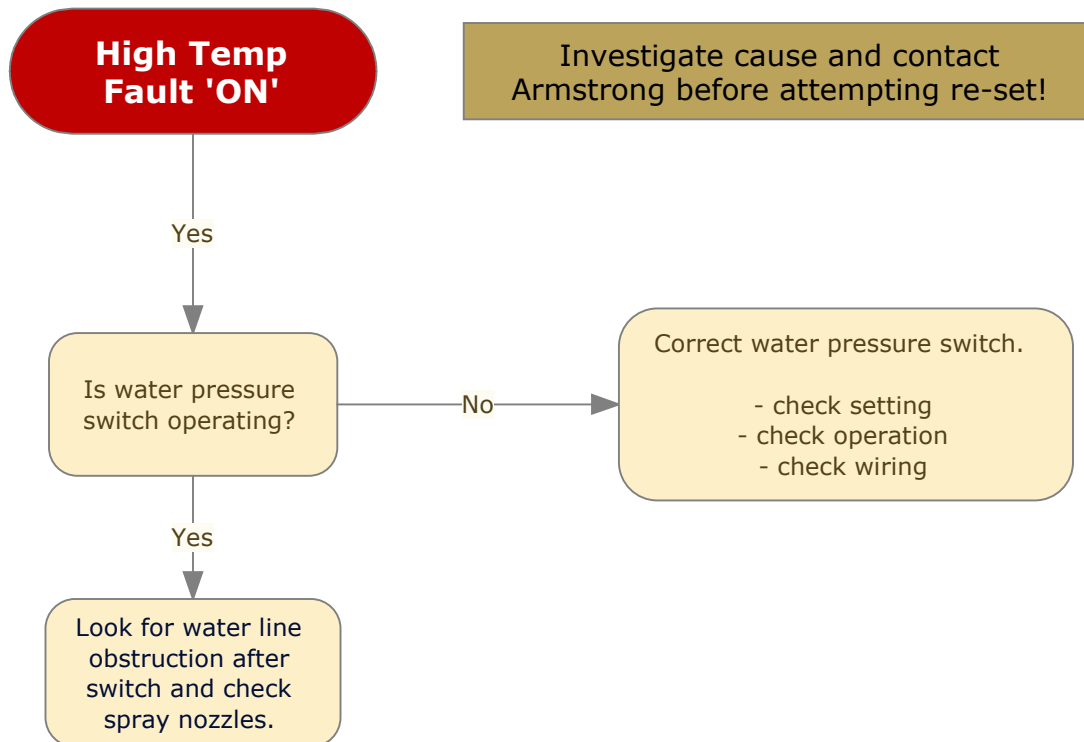 High Temp
Fault 'ON'
Investigate cause and contact
Armstrong before attempting re-set!
Yes
Is water pressure
switch operating?
No
Correct water pressure switch.
- check setting
- check operation
- check wiring
Yes
Look for water line
obstruction after
switch and check
spray nozzles.